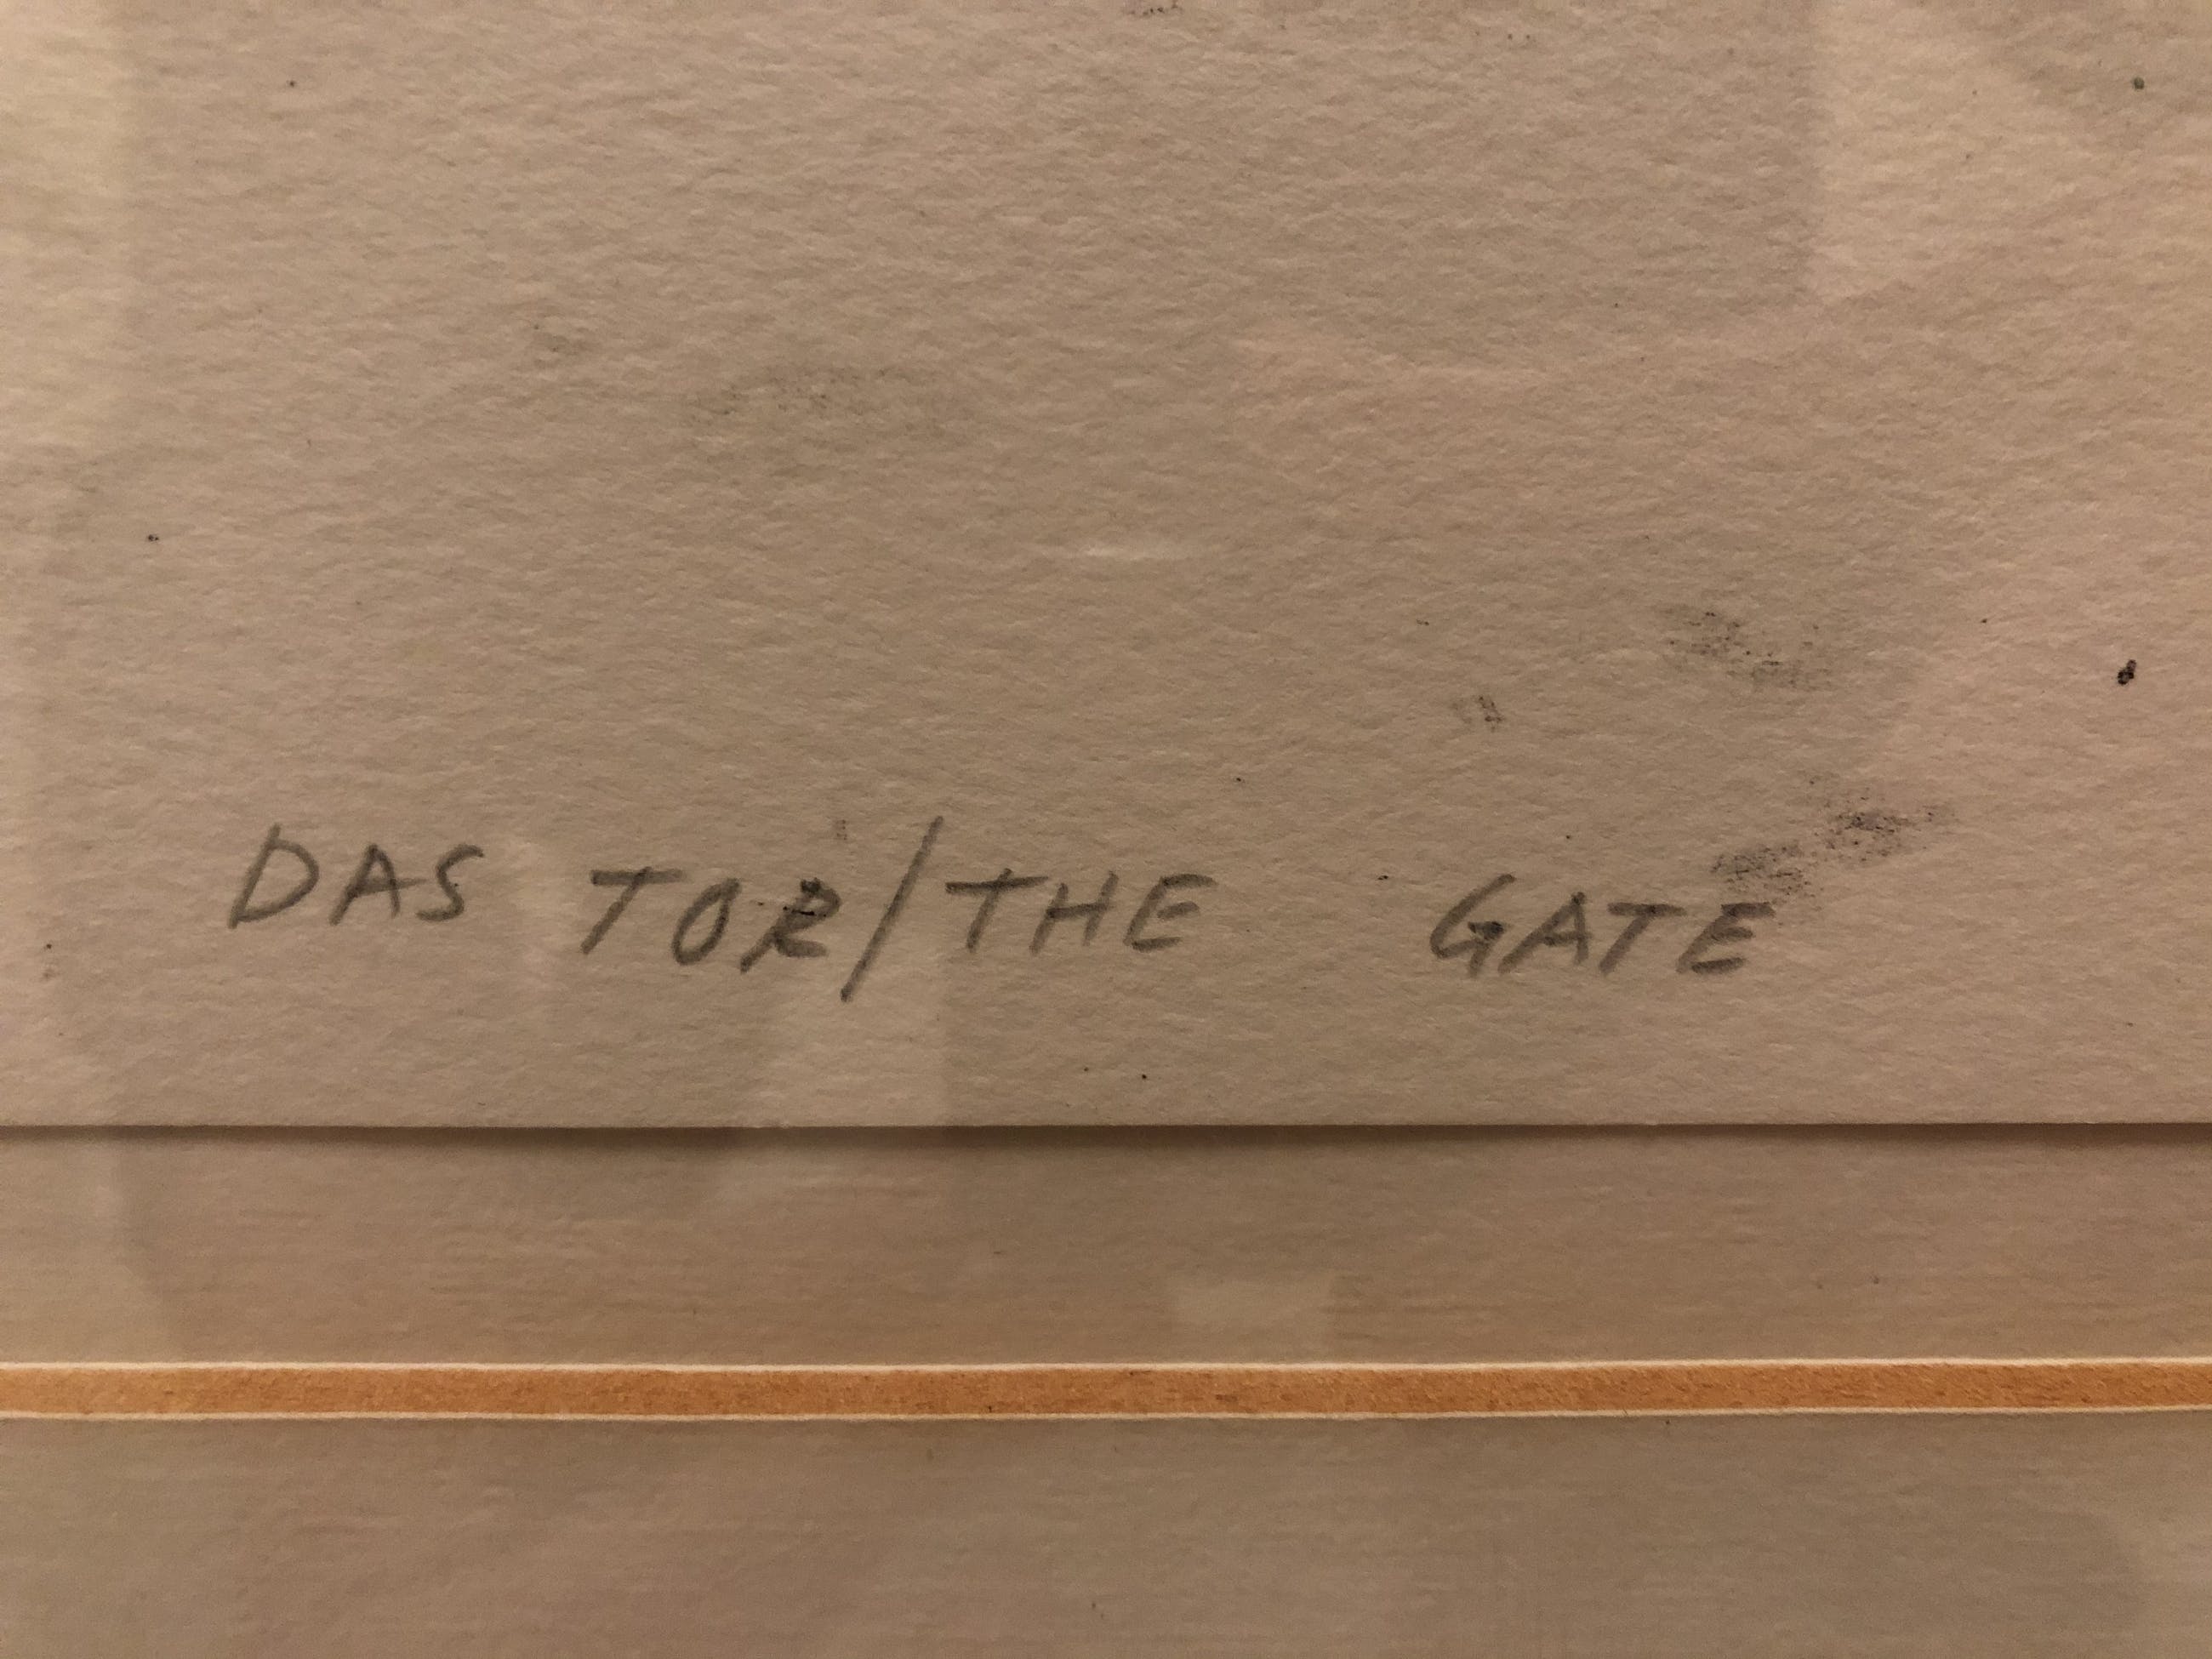 DAS TOR/THE GATE